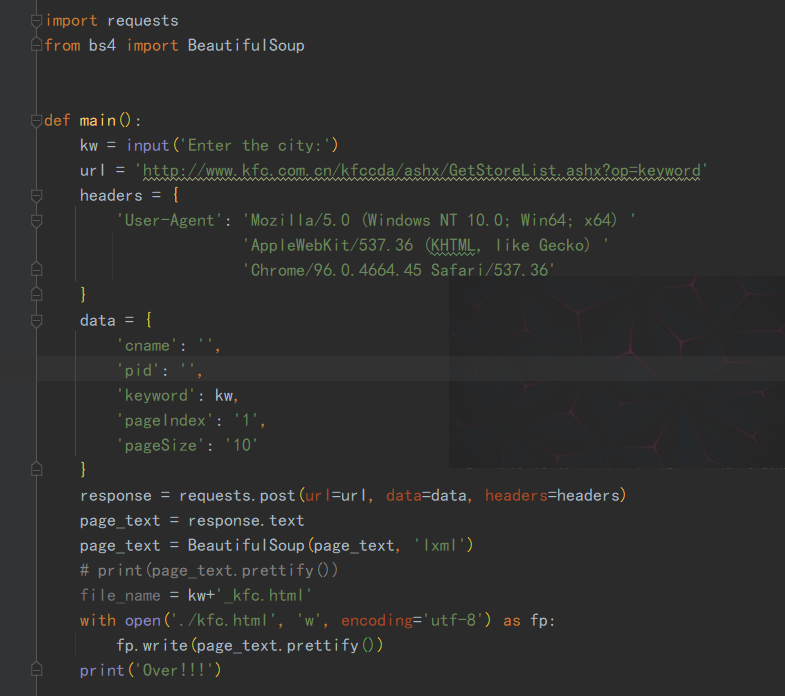 import requests
from bs4 import BeautifulSoup
def main():
    kw = input('Enter the city:')
    url = 'http://www.kfc.com.cn/kfccda/ashx/GetStoreList.ashx?op=keyword'
    headers = {
        'User-Agent': 'Mozilla/5.0 (Windows NT 10.0; Win64; x64) '
                      'AppleWebKit/537.36 (KHTML, like Gecko) '
                      'Chrome/96.0.4664.45 Safari/537.36'
    }
    data = {
        'cname': '',
        'pid': '',
        'keyword': kw,
        'pageIndex': '1',
        'pageSize': '10'
    }
    response = requests.post(url=url, data=data, headers=headers)
    page_text = response.text
    page_text = BeautifulSoup(page_text, 'lxml')
    # print(page_text.prettify())
    file_name = kw+'_kfc.html'
    with open('./kfc.html', 'w', encoding='utf-8') as fp:
        fp.write(page_text.prettify())
    print('Over!!!')